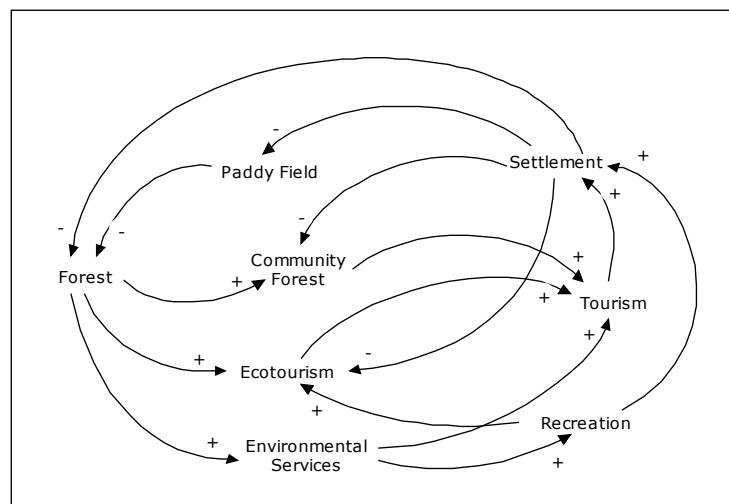 -
Settlement
+
Paddy Field
+
-
-
-
Community
Forest
+
Forest
+
Tourism
+
+
-
+
Ecotourism
+
Recreation
+
Environmental
Services
+